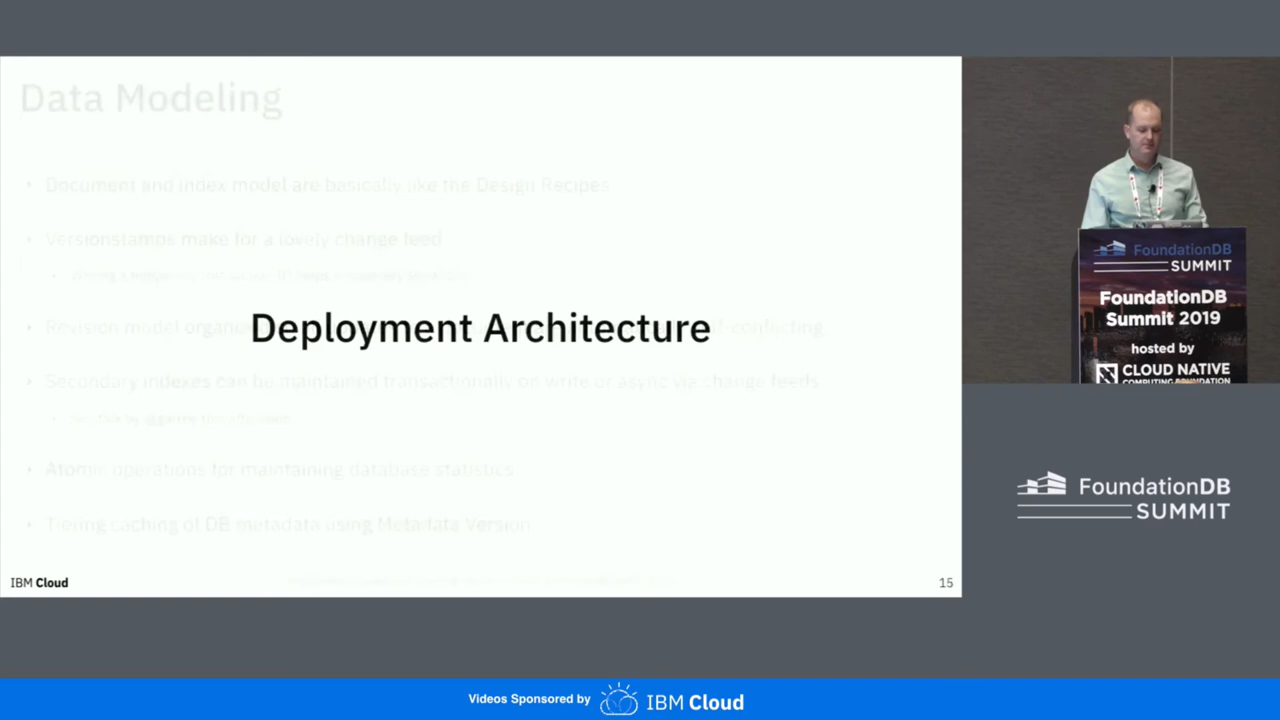 Data Modeling
Document and index model are basically like the Design Recipes
Versionstamps make for a lovely change feed
Deployment Architecture
Revision model
Secondary indexes can be maintained transactionally on write or async via change feeds
Atomic operations for maintaining database statistics
Tiering caching of DB metadata using Metadata Version
IBM Cloud
15
FoundationDB
SUMMIT
FoundationDB
Summit 2019
hosted by
CLOUD NATIVE
COMPUTING FOUNDATION
FoundationDB
SUMMIT
Videos Sponsored by IBM Cloud